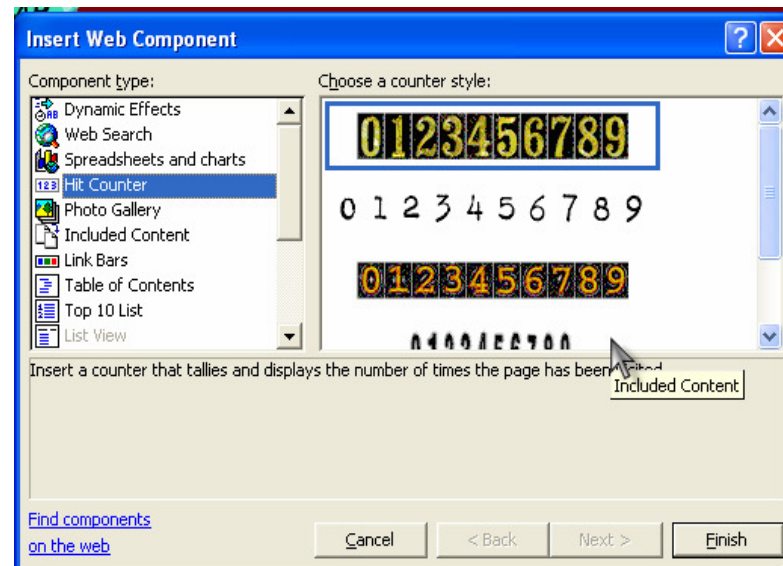 Insert Web Component
Component type:
Choose a counter style:
Dynamic Effects
Web Search
Spreadsheets and charts
123 Hit Counter
Photo Gallery
Included Content
Link Bars
Table of Contents
Top 10 List
List View
0123456789
0 1 2 3 4 5 6 7 8 9
0123456789
Insert a counter that tallies and displays the number of times the page has been
Included Content
Find components
on the web
Cancel
< Back
Next >
Finish